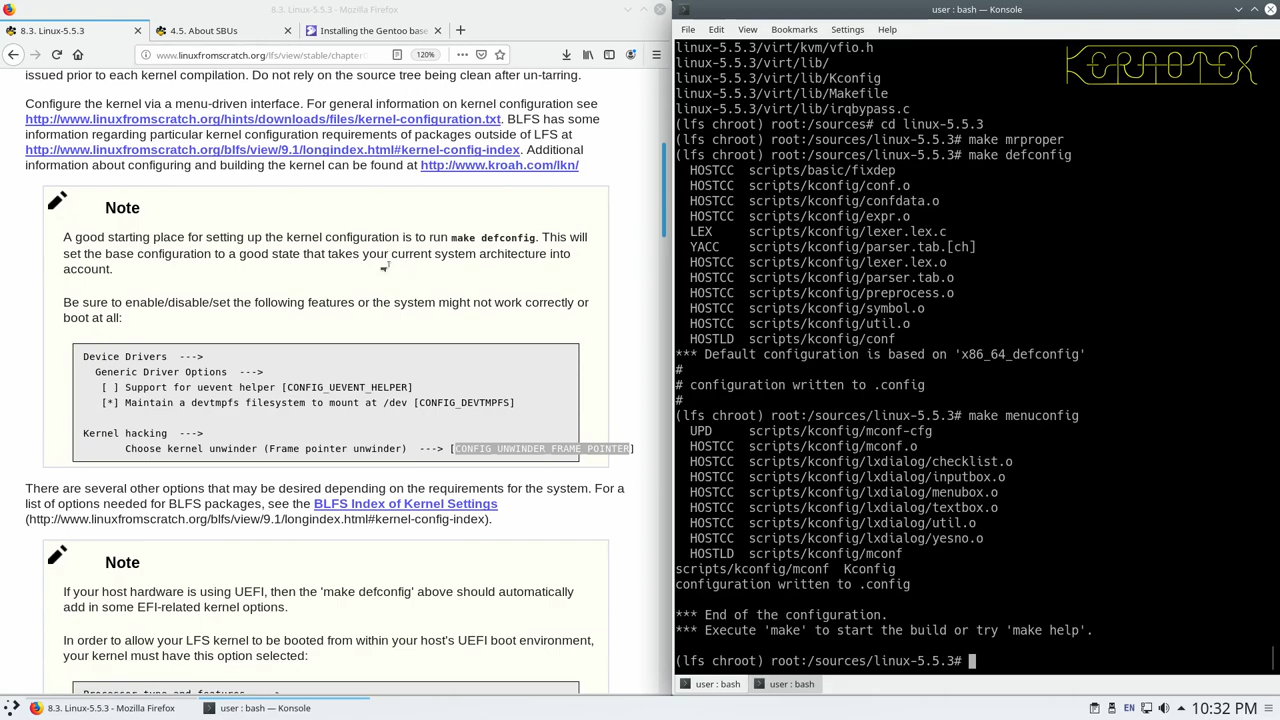 8.3. Linux-5.5.3 - Mozilla Firefox
8.3. Linux-5.5.3
4.5. About SBUs
Installing the Gentoo base
www.linuxfromscratch.org/lfs/view/stable/chapter
120%
issued prior to each kernel compilation. Do not rely on the source tree being clean after un-tarring.
Configure the kernel via a menu-driven interface. For general information on kernel configuration see
http://www.linuxfromscratch.org/hints/downloads/files/kernel-configuration.txt. BLFS has some
information regarding particular kernel configuration requirements of packages outside of LFS at
http://www.linuxfromscratch.org/blfs/view/9.1/longindex.html#kernel-config-index. Additional
information about configuring and building the kernel can be found at http://www.kroah.com/lkn/
Note
A good starting place for setting up the kernel configuration is to run make defconfig. This will
set the base configuration to a good state that takes your current system architecture into
account.
Be sure to enable/disable/set the following features or the system might not work correctly or
boot at all:
Device Drivers --->
Generic Driver Options --->
[ ] Support for uevent helper [CONFIG_UEVENT_HELPER]
[*] Maintain a devtmpfs filesystem to mount at /dev [CONFIG_DEVTMPFS]
Kernel hacking --->
Choose kernel unwinder (Frame pointer unwinder) ---> [CONFIG_UNWINDER_FRAME_POINTER]
There are several other options that may be desired depending on the requirements for the system. For a
list of options needed for BLFS packages, see the BLFS Index of Kernel Settings
(http://www.linuxfromscratch.org/blfs/view/9.1/longindex.html#kernel-config-index).
Note
If your host hardware is using UEFI, then the 'make defconfig' above should automatically
add in some EFI-related kernel options.
In order to allow your LFS kernel to be booted from within your host's UEFI boot environment,
your kernel must have this option selected:
Processor type and features --->
user : bash — Konsole
File Edit View Bookmarks Settings Help
KERNOTEX
linux-5.5.3/virt/kvm/vfio.h
linux-5.5.3/virt/lib/
linux-5.5.3/virt/lib/Kconfig
linux-5.5.3/virt/lib/Makefile
linux-5.5.3/virt/lib/irqbypass.c
(lfs chroot) root:/sources# cd linux-5.5.3
(lfs chroot) root:/sources/linux-5.5.3# make mrproper
(lfs chroot) root:/sources/linux-5.5.3# make defconfig
HOSTCC scripts/basic/fixdep
HOSTCC scripts/kconfig/conf.o
HOSTCC scripts/kconfig/confdata.o
HOSTCC scripts/kconfig/expr.o
LEX scripts/kconfig/lexer.lex.c
YACC scripts/kconfig/parser.tab.[ch]
HOSTCC scripts/kconfig/lexer.lex.o
HOSTCC scripts/kconfig/parser.tab.o
HOSTCC scripts/kconfig/preprocess.o
HOSTCC scripts/kconfig/symbol.o
HOSTCC scripts/kconfig/util.o
HOSTLD scripts/kconfig/conf
*** Default configuration is based on 'x86_64_defconfig'
#
# configuration written to .config
#
(lfs chroot) root:/sources/linux-5.5.3# make menuconfig
UPD scripts/kconfig/mconf-cfg
HOSTCC scripts/kconfig/mconf.o
HOSTCC scripts/kconfig/lxdialog/checklist.o
HOSTCC scripts/kconfig/lxdialog/inputbox.o
HOSTCC scripts/kconfig/lxdialog/menubox.o
HOSTCC scripts/kconfig/lxdialog/textbox.o
HOSTCC scripts/kconfig/lxdialog/util.o
HOSTCC scripts/kconfig/lxdialog/yesno.o
HOSTLD scripts/kconfig/mconf
scripts/kconfig/mconf Kconfig
configuration written to .config
*** End of the configuration.
*** Execute 'make' to start the build or try 'make help'.
(lfs chroot) root:/sources/linux-5.5.3#
user : bash
user : bash
8.3. Linux-5.5.3 - Mozilla Firefox
user : bash — Konsole
EN
10:32 PM